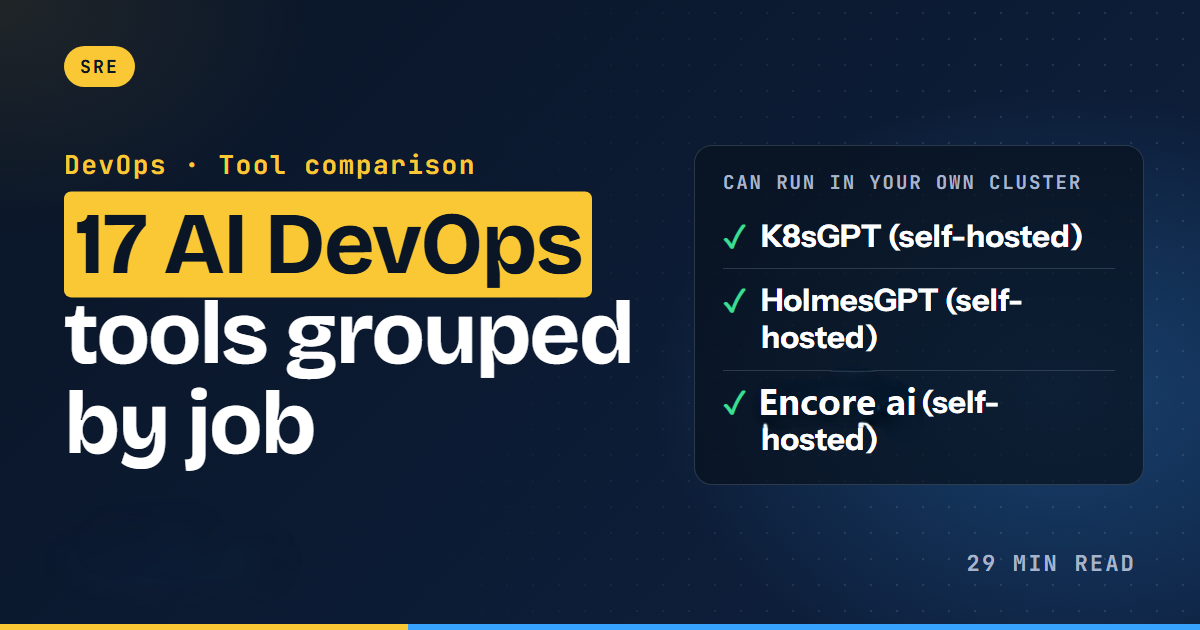 SRE
DevOps · Tool comparison
17 AI DevOps
tools grouped
by job
CAN RUN IN YOUR OWN CLUSTER
✓ K8sGPT (self-hosted)
✓ HolmesGPT (self-
hosted)
✓ Encore ai (self-
hosted)
29 MIN READ